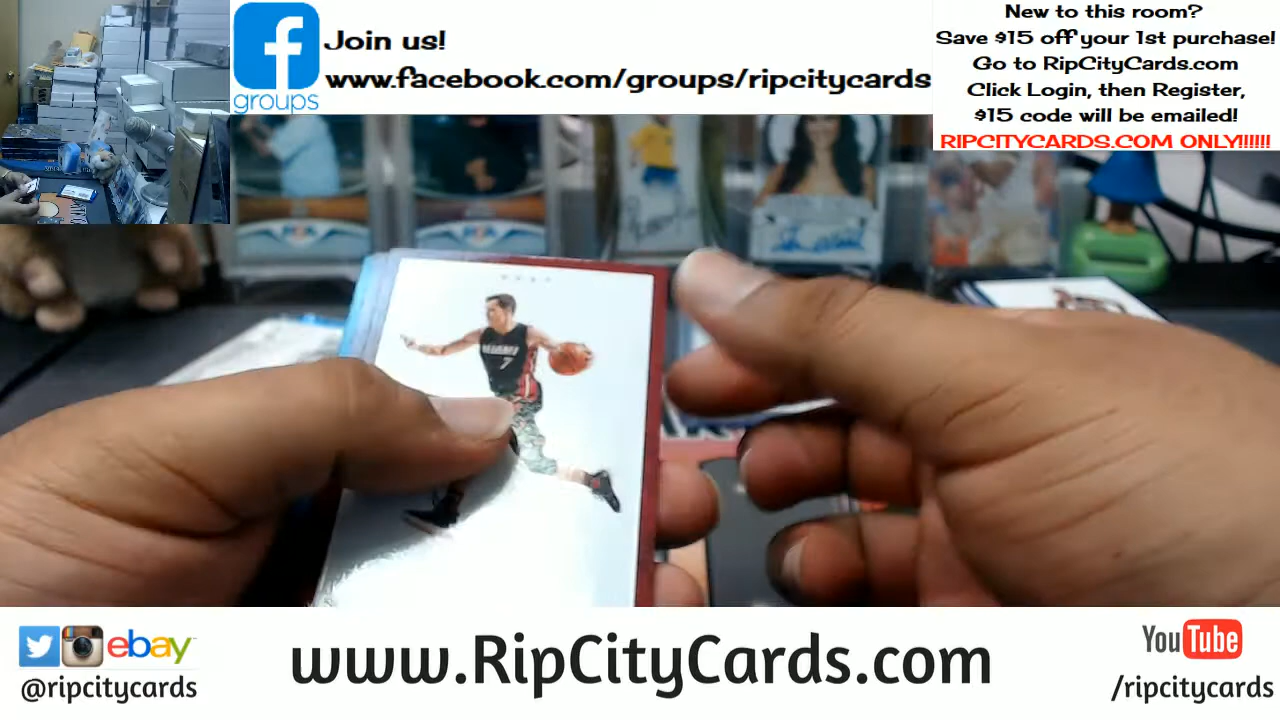 Join us!
www.facebook.com/groups/ripcitycards
f
groups
New to this room?
Save $15 off your 1st purchase!
Go to RipCityCards.com
Click Login, then Register,
$15 code will be emailed!
RIPCITYCARDS.COM ONLY!!!!!!
7
ebay
@ripcitycards
www.RipCityCards.com
YouTube
/ripcitycards